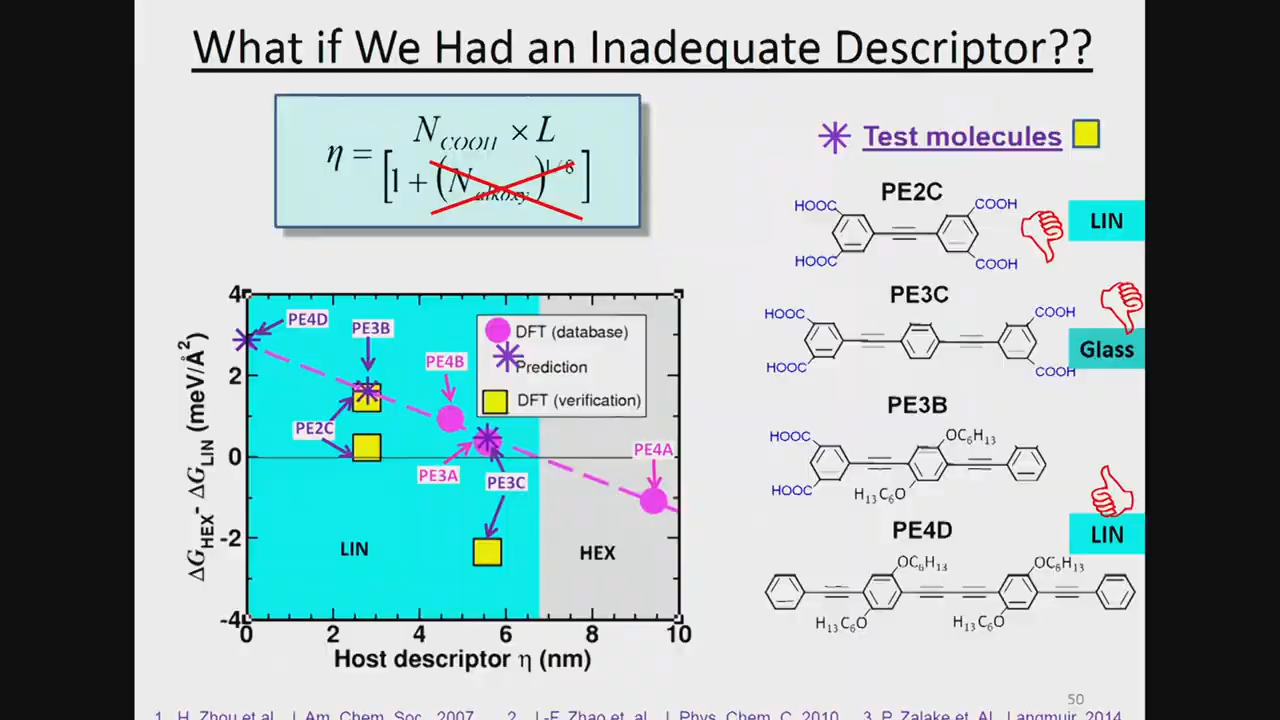 What if We Had an Inadequate Descriptor??
η = N_COOH × L / [1 + (N_alkoxy)^1/8]
Test molecules
PE2C
HOOC COOH
HOOC COOH
LIN
PE3C
HOOC COOH
HOOC COOH
Glass
PE3B
HOOC OC6H13
HOOC H13C6O
LIN
PE4D
OC6H13 OC6H13
H13C6O H13C6O
ΔG_HEX - ΔG_LIN (meV/Å²)
4
2
0
-2
-4
0 2 4 6 8 10
Host descriptor η (nm)
DFT (database)
Prediction
DFT (verification)
PE4D
PE3B
PE4B
PE2C
PE3A
PE3C
PE4A
LIN
HEX
50
1. H. Zhou et al., J. Am. Chem. Soc., 2007 2. J.-F. Zhao et. al., J. Phys. Chem. C, 2010 3. P. Zalake et. Al., Langmuir, 2014